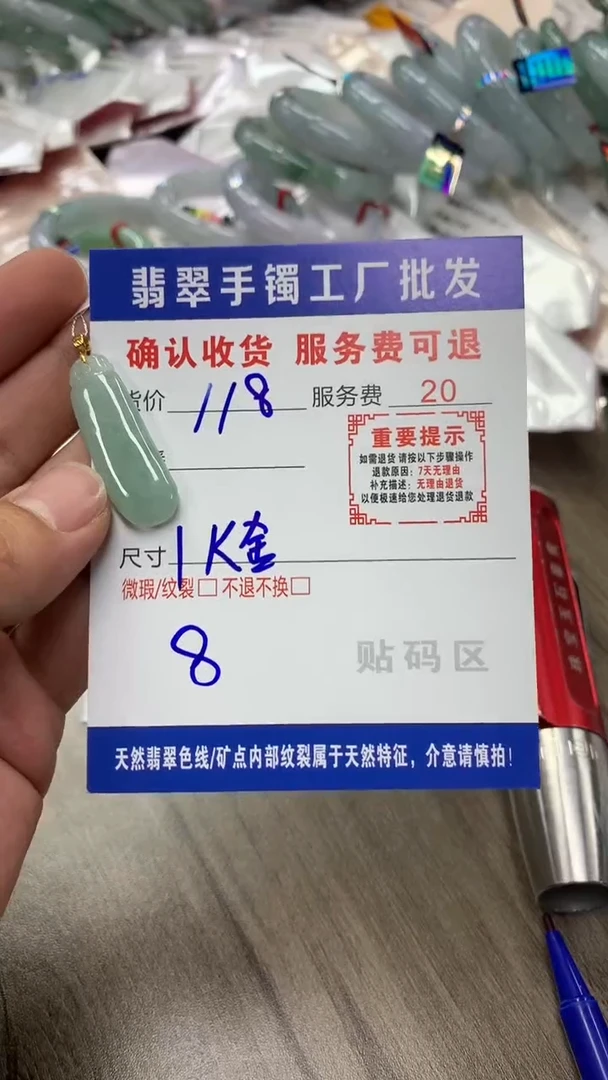 翡翠手镯工厂批发
确认收货 服务费可退
货价 118 服务费 20
重要提示
如需退货 请按以下步骤操作
退款原因：7天无理由
补充描述：无理由退货
以便极速给您处理退货退款
尺寸 1 K金
微瑕/纹裂□ 不退不换□
8
贴码区
天然翡翠色线/矿点内部纹裂属于天然特征，介意请慎拍！